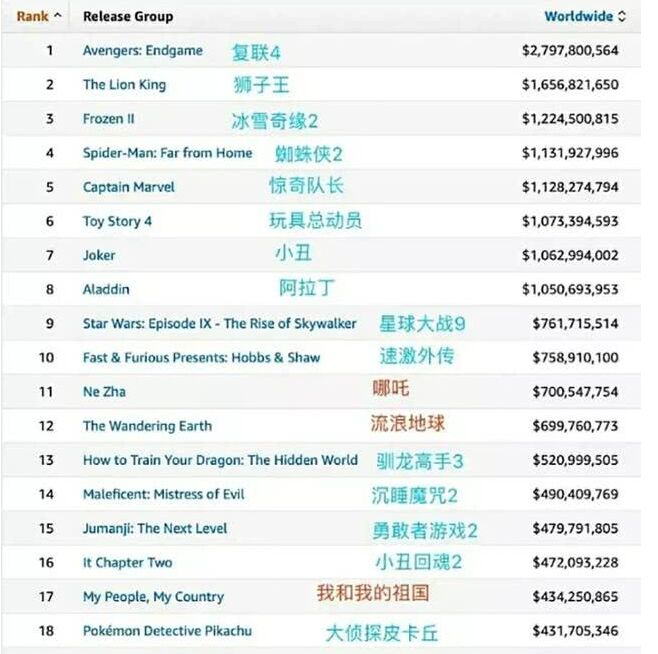 Rank Release Group Worldwide
1 Avengers: Endgame 复联4 $2,797,800,564
2 The Lion King 狮子王 $1,656,821,650
3 Frozen II 冰雪奇缘2 $1,224,500,815
4 Spider-Man: Far from Home 蜘蛛侠2 $1,131,927,996
5 Captain Marvel 惊奇队长 $1,128,274,794
6 Toy Story 4 玩具总动员 $1,073,394,593
7 Joker 小丑 $1,062,994,002
8 Aladdin 阿拉丁 $1,050,693,953
9 Star Wars: Episode IX - The Rise of Skywalker 星球大战9 $761,715,514
10 Fast & Furious Presents: Hobbs & Shaw 速激外传 $758,910,100
11 Ne Zha 哪吒 $700,547,754
12 The Wandering Earth 流浪地球 $699,760,773
13 How to Train Your Dragon: The Hidden World 驯龙高手3 $520,999,505
14 Maleficent: Mistress of Evil 沉睡魔咒2 $490,409,769
15 Jumanji: The Next Level 勇敢者游戏2 $479,791,805
16 It Chapter Two 小丑回魂2 $472,093,228
17 My People, My Country 我和我的祖国 $434,250,865
18 Pokémon Detective Pikachu 大侦探皮卡丘 $431,705,346